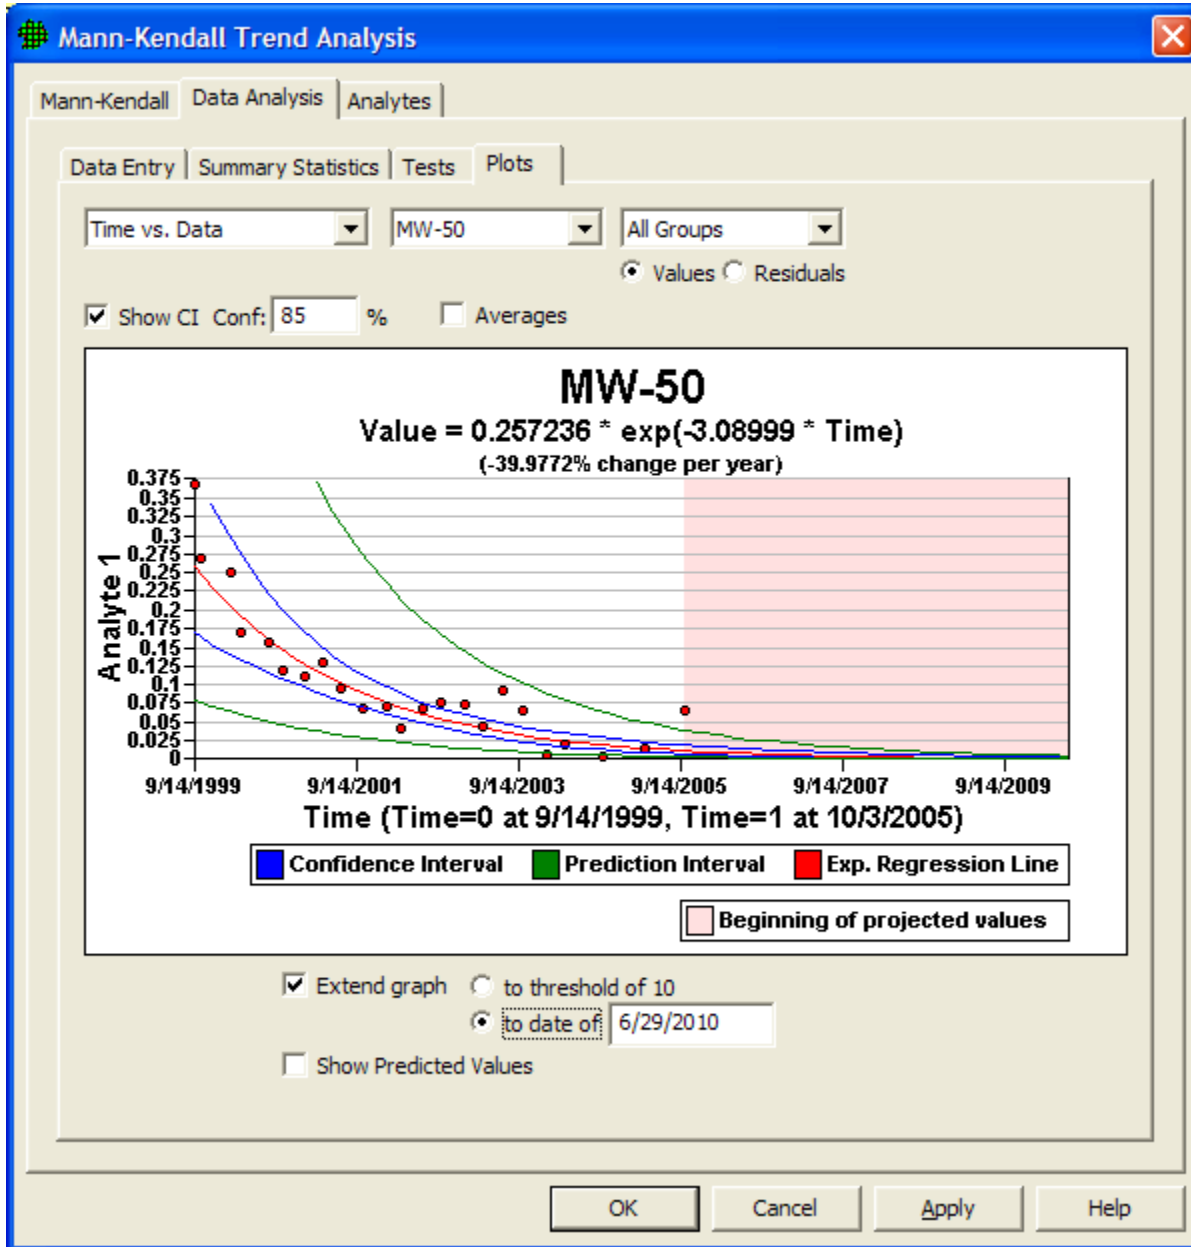 Mann-Kendall Trend Analysis
Mann-Kendall Data Analysis Analytes
Data Entry Summary Statistics Tests Plots
Time vs. Data MW-50 All Groups
Values Residuals
Show CI Conf: 85 % Averages
MW-50
Value = 0.257236 * exp(-3.08999 * Time)
(-39.9772% change per year)
Analyte 1
0.375
0.35
0.325
0.3
0.275
0.25
0.225
0.2
0.175
0.15
0.125
0.1
0.075
0.05
0.025
0
9/14/1999 9/14/2001 9/14/2003 9/14/2005 9/14/2007 9/14/2009
Time (Time=0 at 9/14/1999, Time=1 at 10/3/2005)
Confidence Interval Prediction Interval Exp. Regression Line
Beginning of projected values
Extend graph to threshold of 10
to date of 6/29/2010
Show Predicted Values
OK Cancel Apply Help